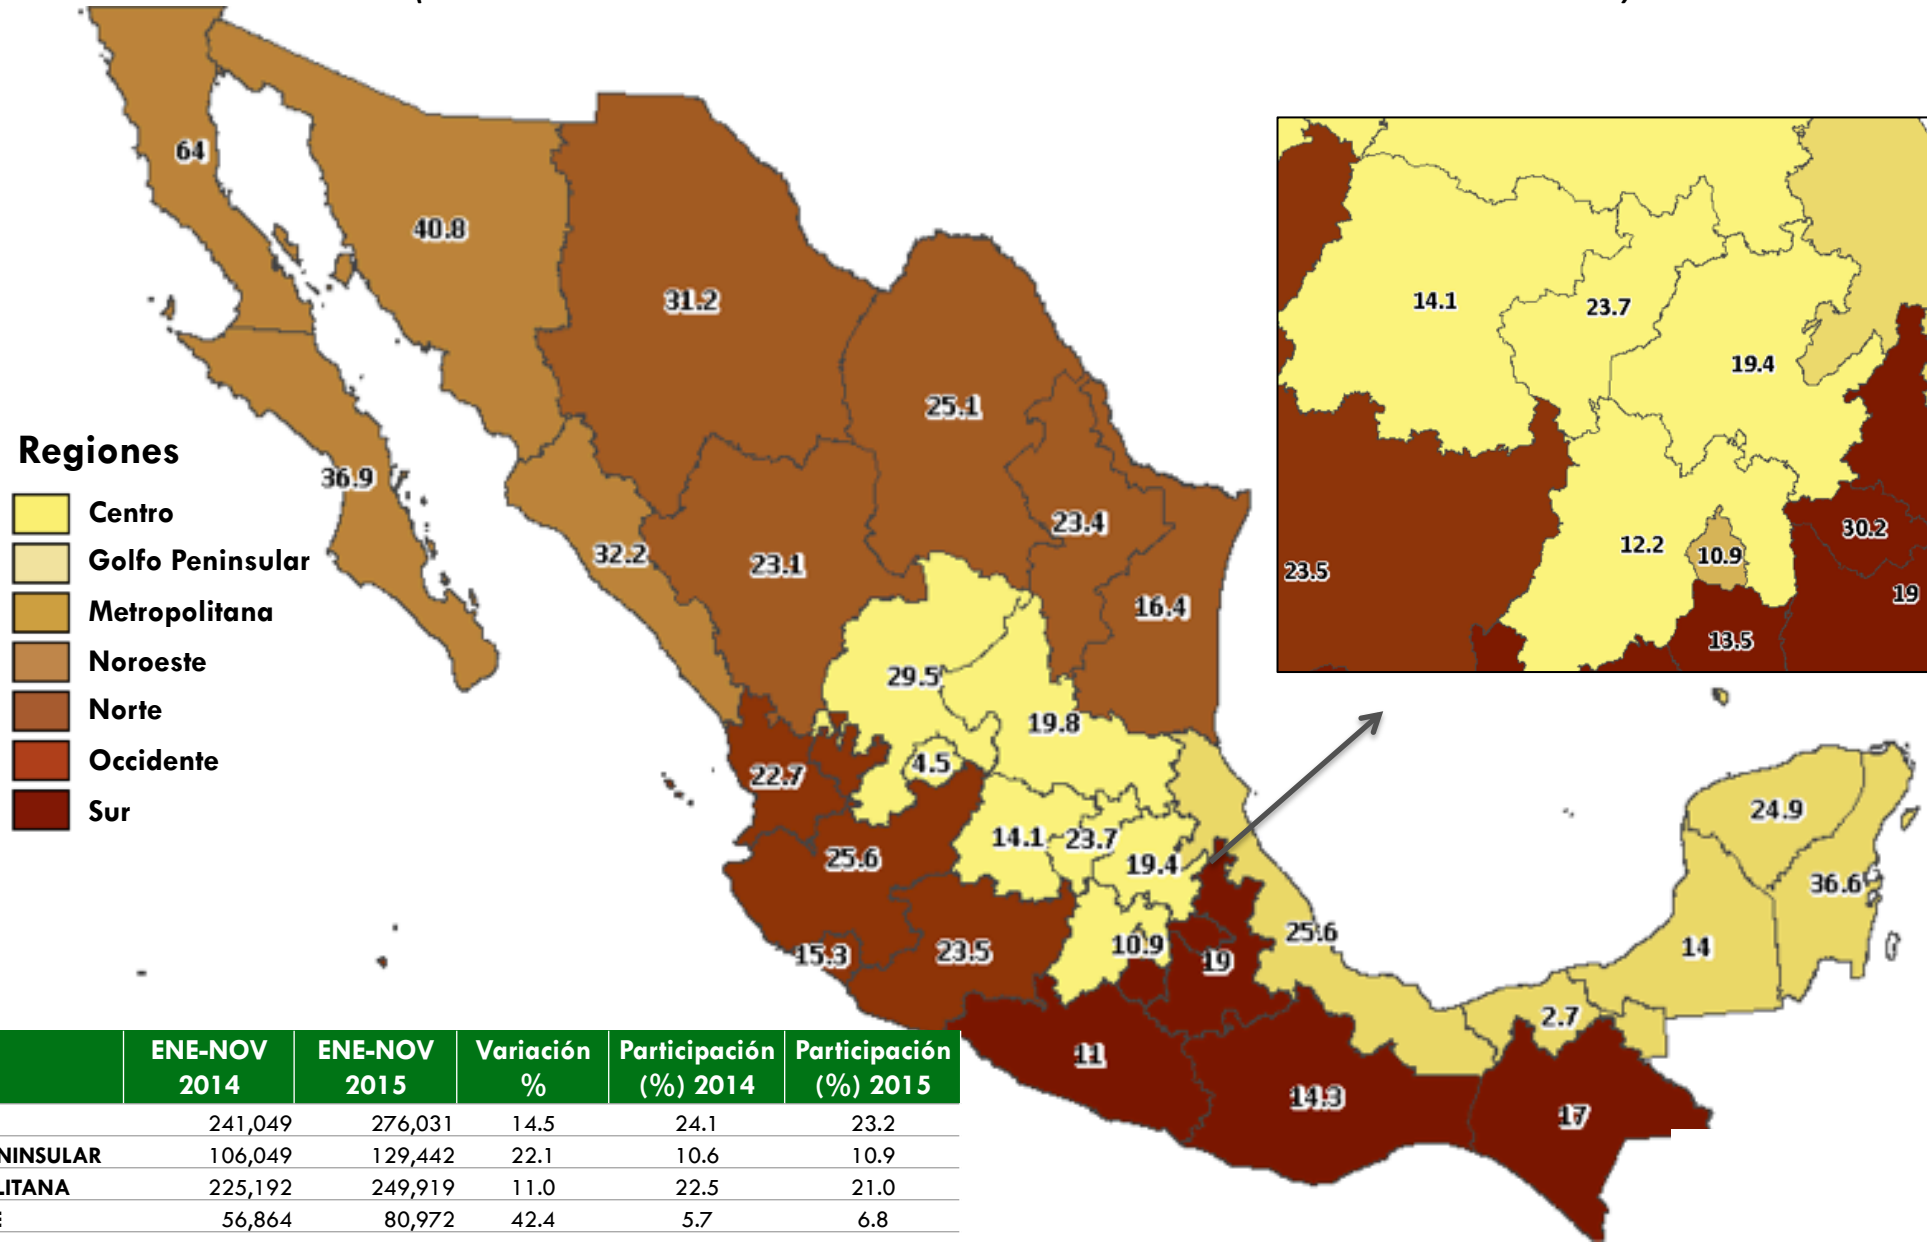 64
40.8
31.2
25.1
36.9
32.2
23.1
23.4
16.4
29.5
19.8
22.7
4.5
25.6
14.1
23.7
19.4
15.3
23.5
10.9
19
25.6
11
14.3
17
2.7
14
24.9
36.6
14.1
23.7
19.4
23.5
12.2
10.9
30.2
19
13.5
Regiones
Centro
Golfo Peninsular
Metropolitana
Noroeste
Norte
Occidente
Sur
ENE-NOV 2014 ENE-NOV 2015 Variación % Participación (%) 2014 Participación (%) 2015
241,049 276,031 14.5 24.1 23.2
NINSULAR 106,049 129,442 22.1 10.6 10.9
LITANA 225,192 249,919 11.0 22.5 21.0
E 56,864 80,972 42.4 5.7 6.8